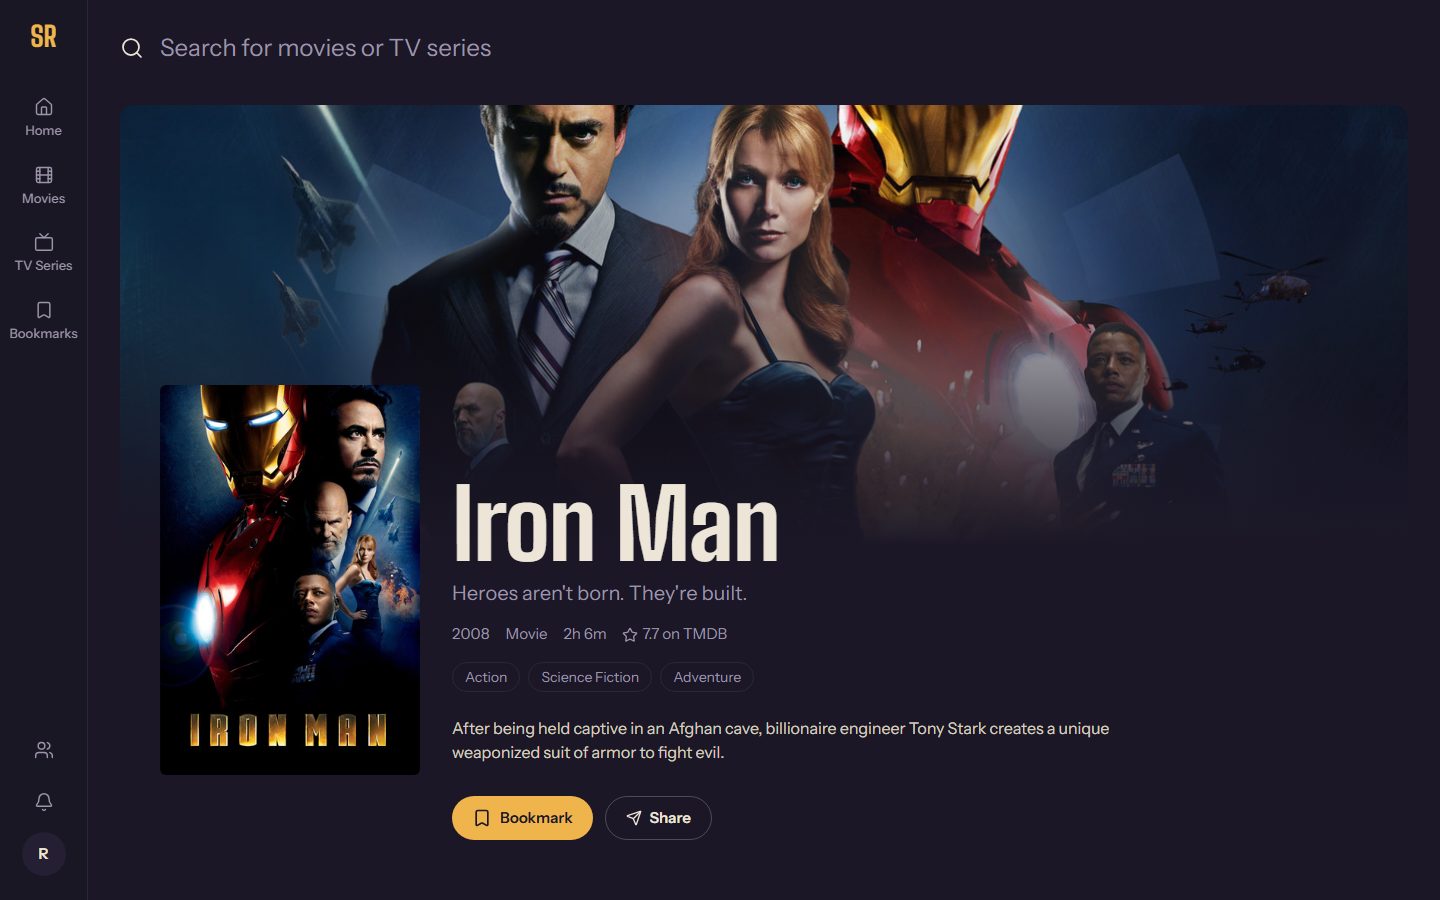 SR
Search for movies or TV series
Home
Movies
TV Series
Bookmarks
IRON MAN
Iron Man
Heroes aren't born. They're built.
2008 Movie 2h 6m 7.7 on TMDB
Action Science Fiction Adventure
After being held captive in an Afghan cave, billionaire engineer Tony Stark creates a unique
weaponized suit of armor to fight evil.
Bookmark Share
R